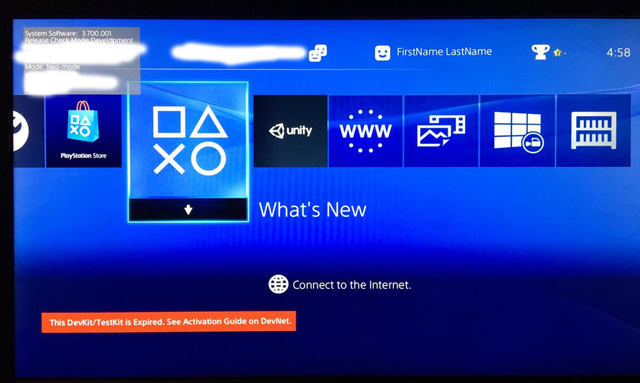 System Software: 3.700.001
Release Check Mode: Development
Mode: Neo mode
FirstName LastName
-
4:58
PlayStation Store
unity
WWW
What's New
Connect to the Internet.
This DevKit/TestKit is Expired. See Activation Guide on DevNet.